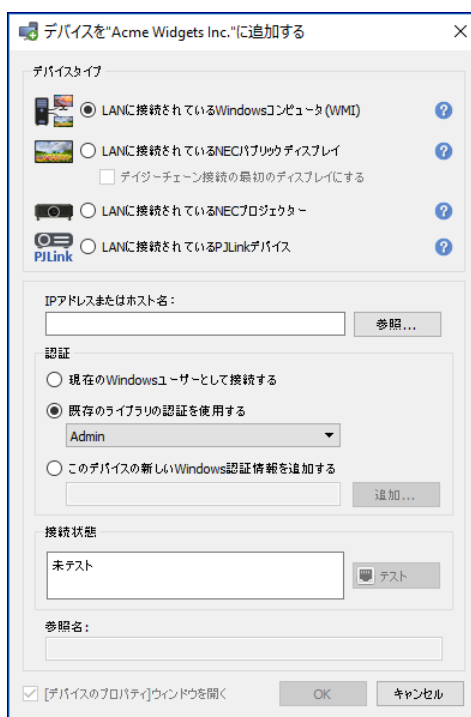 デバイスを"Acme Widgets Inc."に追加する
デバイスタイプ
LANに接続されているWindowsコンピュータ(WMI)
LANに接続されているNECパブリックディスプレイ
デイジーチェーン接続の最初のディスプレイにする
LANに接続されているNECプロジェクター
PJLink
LANに接続されているPJLinkデバイス
IPアドレスまたはホスト名:
参照...
認証
現在のWindowsユーザーとして接続する
既存のライブラリの認証を使用する
Admin
このデバイスの新しいWindows認証情報を追加する
追加...
接続状態
未テスト
テスト
参照名:
[デバイスのプロパティ]ウィンドウを開く
OK
キャンセル